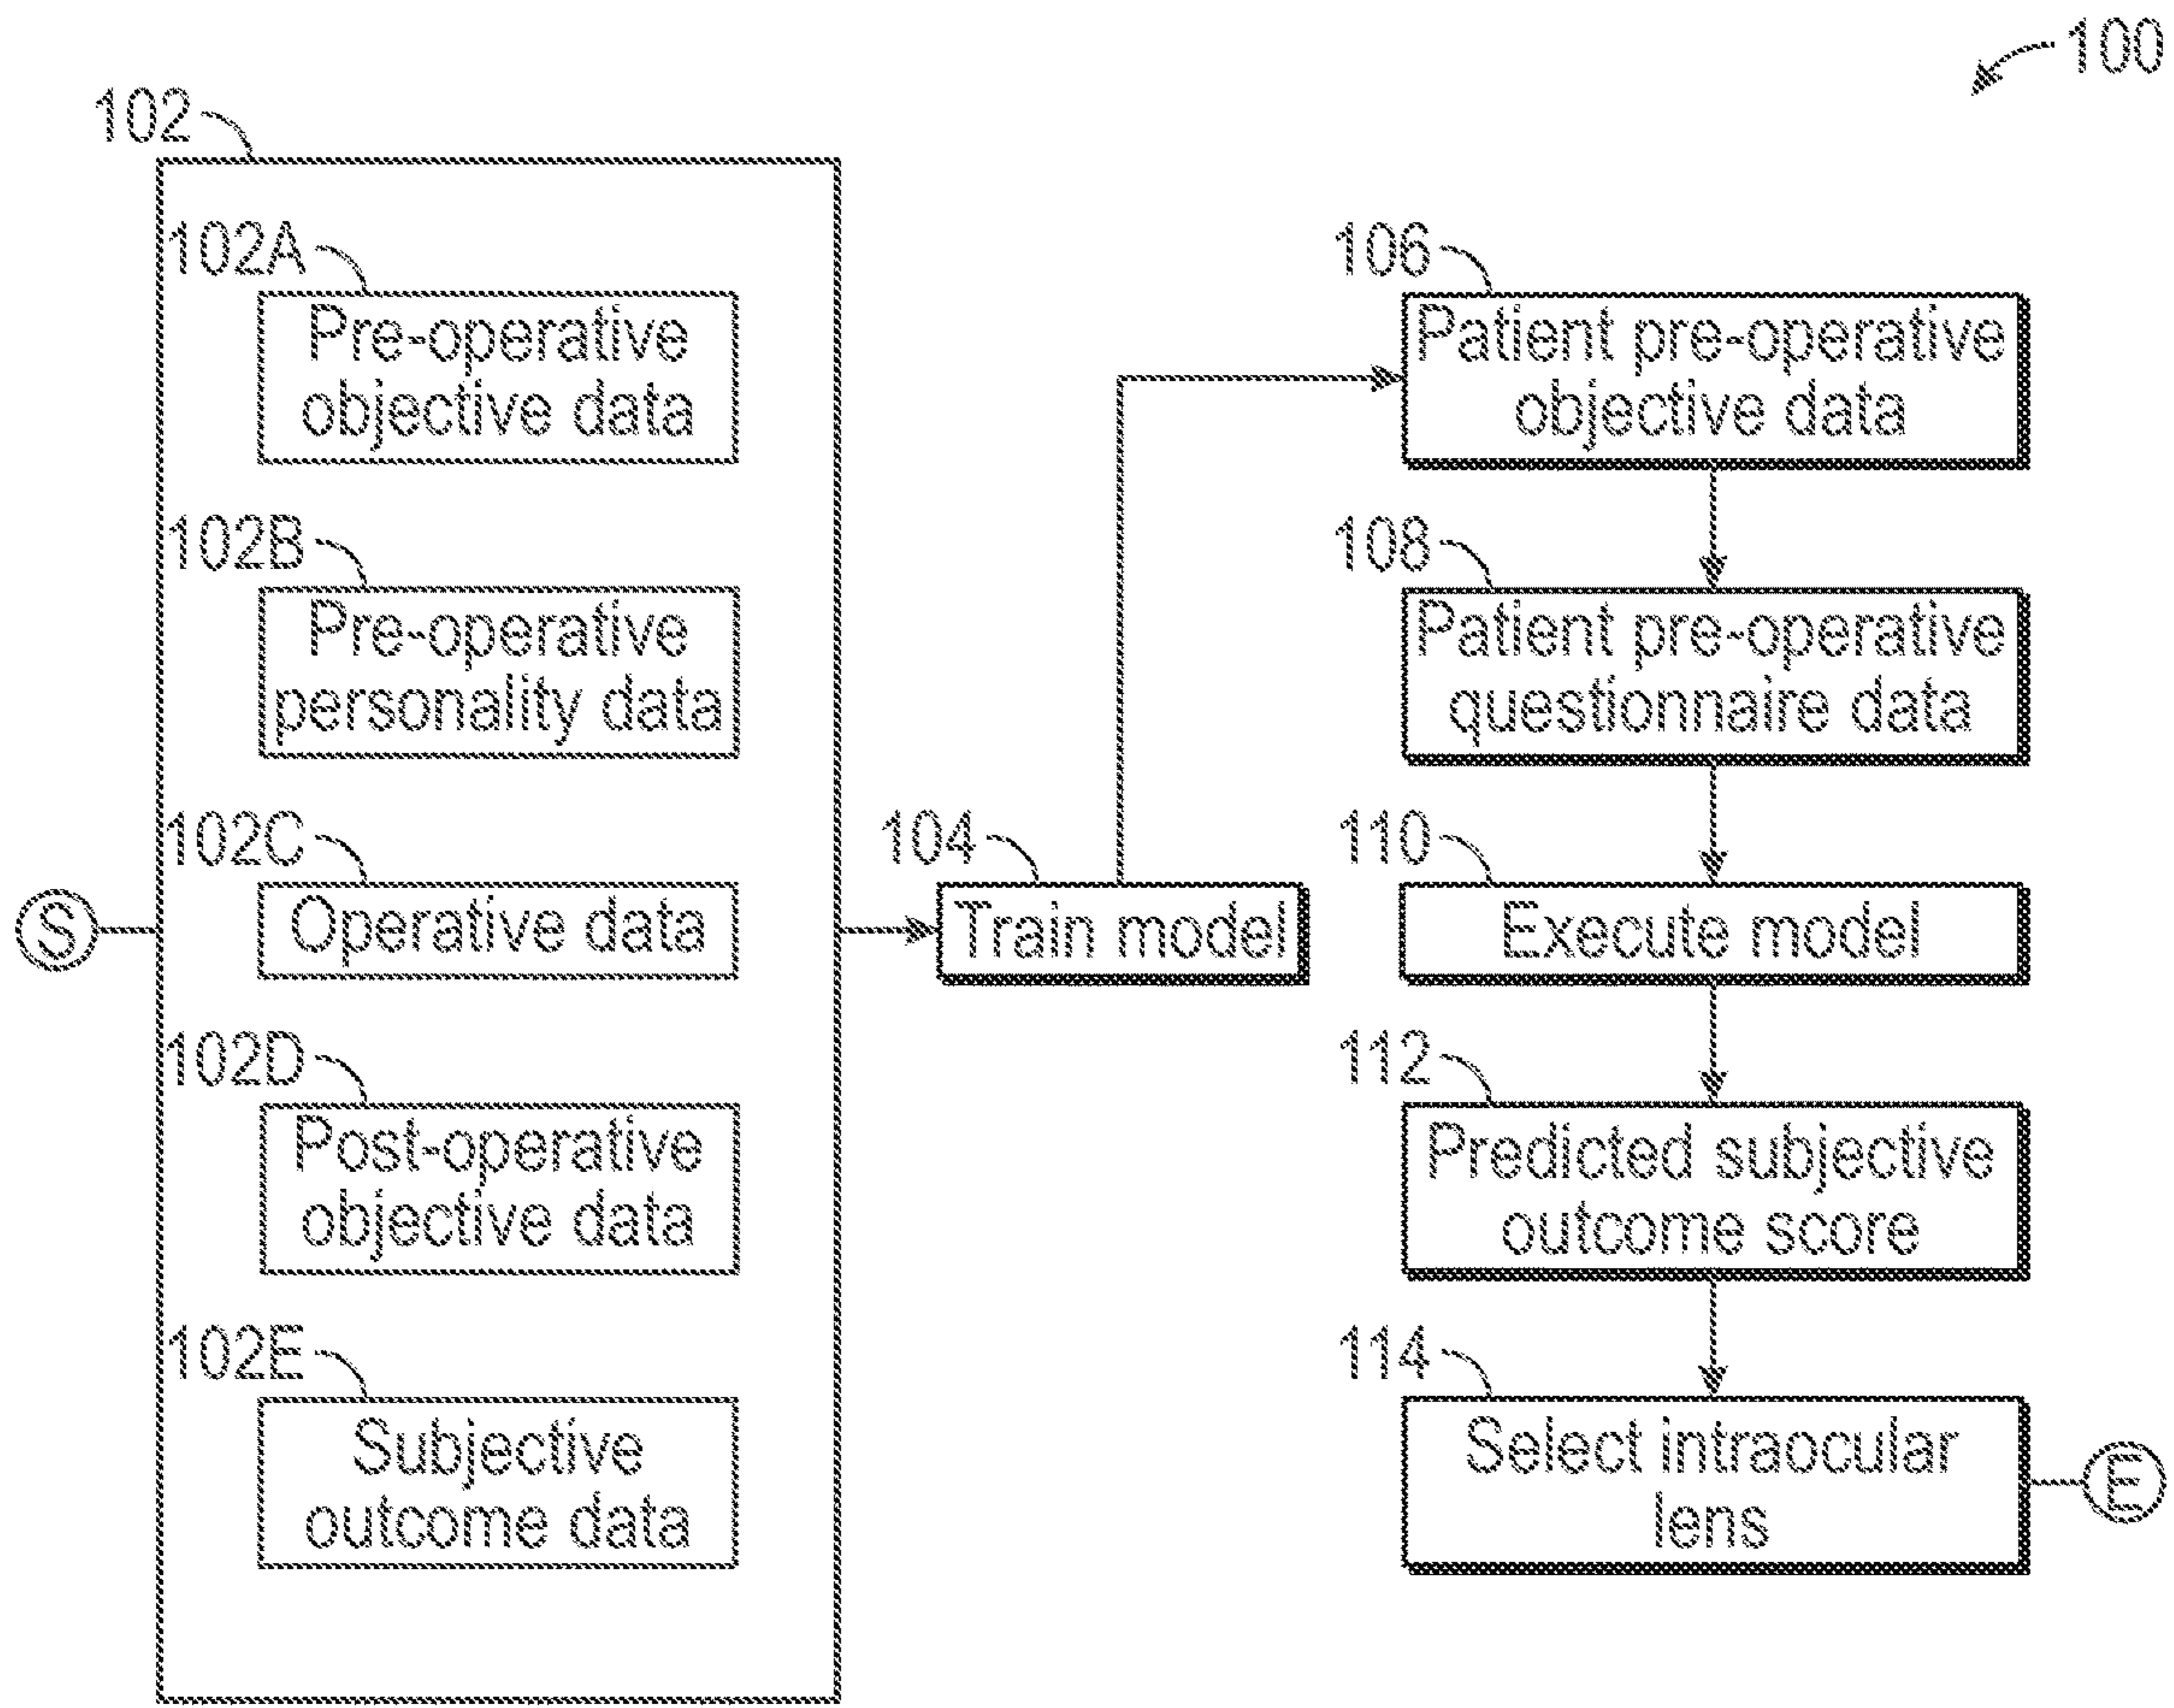 100
102
102A
Pre-operative
objective data
102B
Pre-operative
personality data
102C
Operative data
102D
Post-operative
objective data
102E
Subjective
outcome data
S
104
Train model
106
Patient pre-operative
objective data
108
Patient pre-operative
questionnaire data
110
Execute model
112
Predicted subjective
outcome score
114
Select intraocular
lens
E